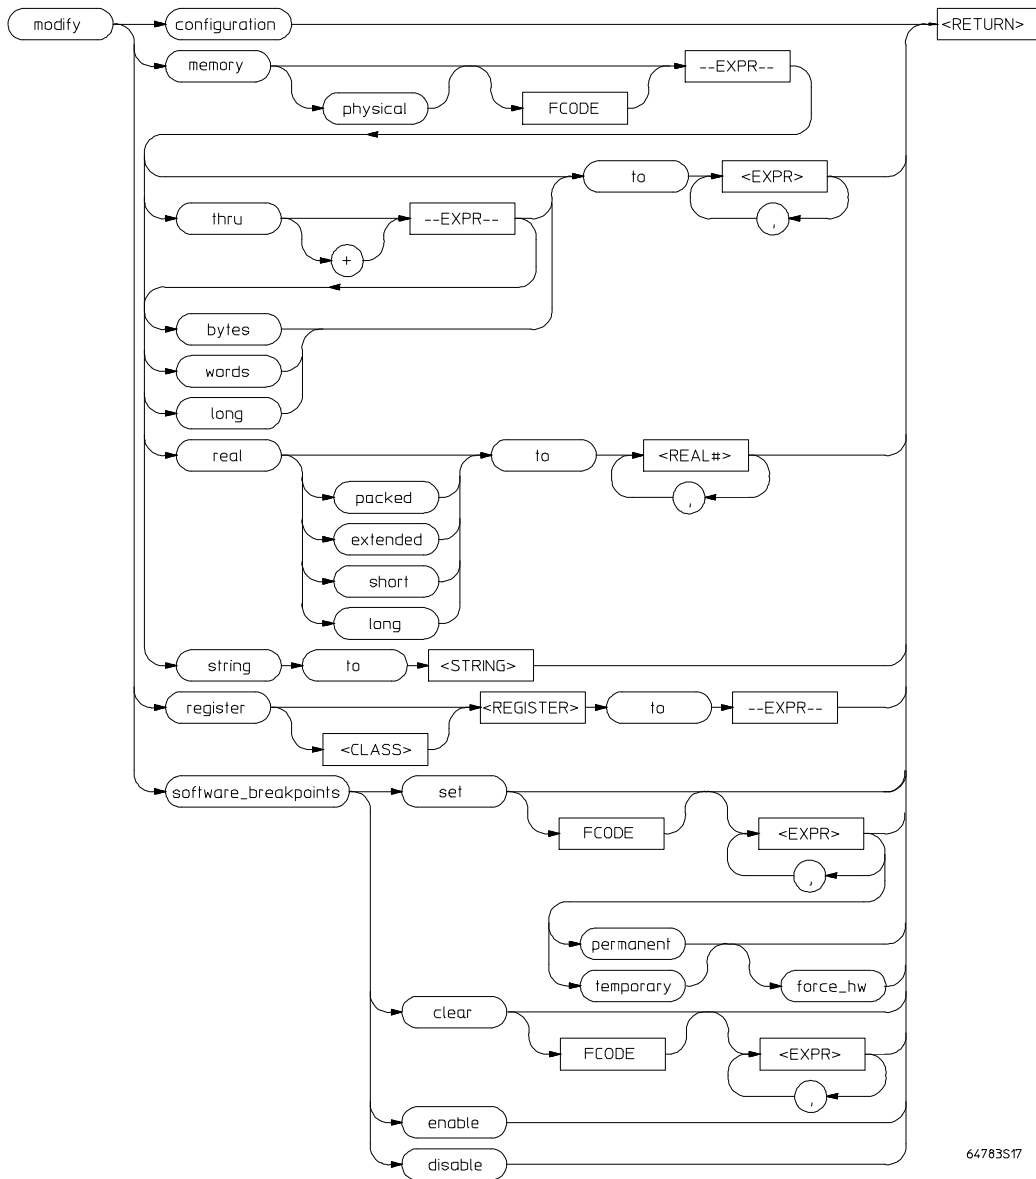 modify configuration <RETURN>
memory --EXPR--
physical FCODE
to <EXPR>
thru --EXPR-- ,
+
bytes
words
long
real to <REAL#>
packed ,
extended
short
long
string to <STRING>
register <REGISTER> to --EXPR--
<CLASS>
software_breakpoints set
FCODE <EXPR>
,
permanent
temporary force_hw
clear
FCODE <EXPR>
,
enable
disable
64783S17